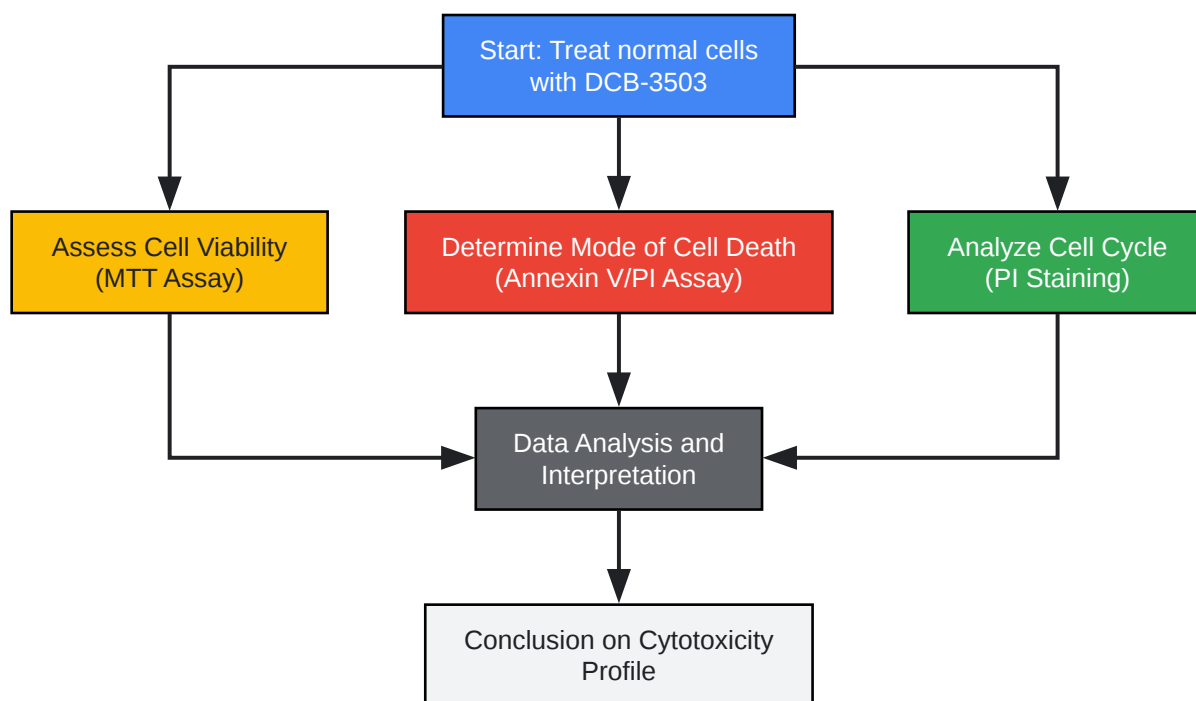 Start: Treat normal cells
with DCB-3503
Assess Cell Viability
(MTT Assay)
Determine Mode of Cell Death
(Annexin V/PI Assay)
Analyze Cell Cycle
(PI Staining)
Data Analysis and
Interpretation
Conclusion on Cytotoxicity
Profile